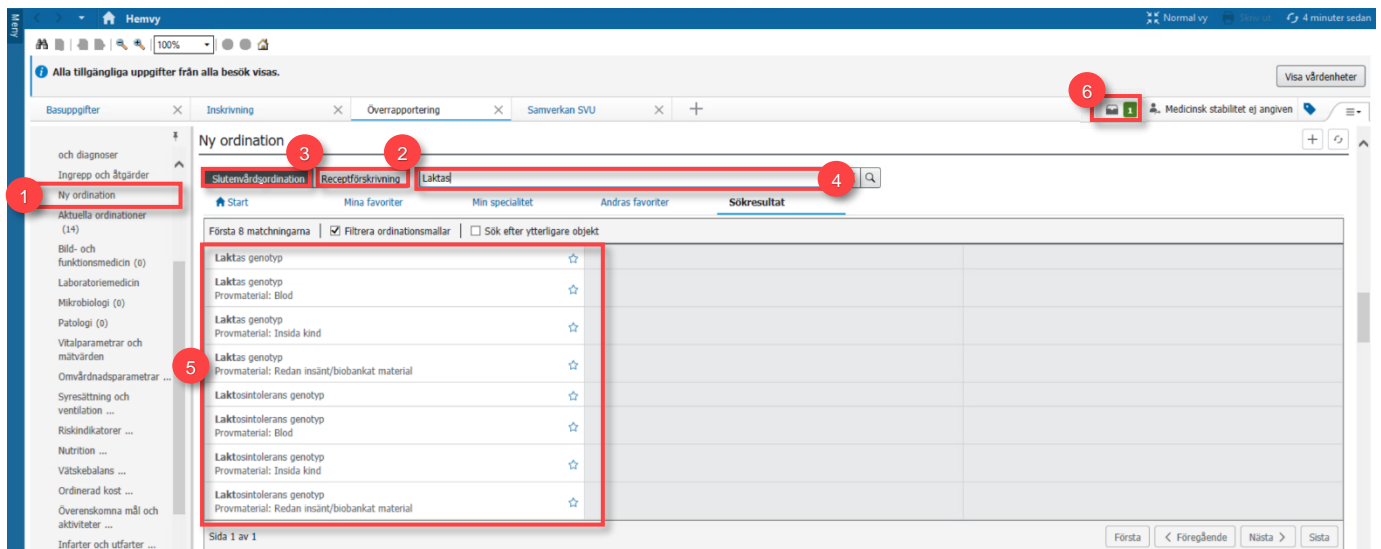 Meny
Hemvy
Normal vy
Skriv ut
4 minuter sedan
100%
Alla tillgängliga uppgifter från alla besök visas.
Visa vårdenheter
6
Basuppgifter
Inskrivning
Överrapportering
Samverkan SVU
1
Medicinsk stabilitet ej angiven
Ny ordination
3
2
Slutenvårdsordination
Receptförskrivning
Laktas
4
Start
Mina favoriter
Min specialitet
Andras favoriter
Sökresultat
Första 8 matchningarna
Filtrera ordinationsmallar
Sök efter ytterligare objekt
1
och diagnoser
Ingrepp och åtgärder
Ny ordination
Aktuella ordinationer
(14)
Bild- och
funktionsmedicin (0)
Laboratoriemedicin
Mikrobiologi (0)
Patologi (0)
Vitalparametrar och
mätvärden
Omvårdnadsparametrar ...
Syresättning och
ventilation ...
Riskindikatorer ...
Nutrition ...
Vätskebalans ...
Ordinerad kost ...
Överenskomna mål och
aktiviteter ...
Infarter och utfarter ...
5
Laktas genotyp
Laktas genotyp
Provmaterial: Blod
Laktas genotyp
Provmaterial: Insida kind
Laktas genotyp
Provmaterial: Redan insänt/biobankat material
Laktosintolerans genotyp
Laktosintolerans genotyp
Provmaterial: Blod
Laktosintolerans genotyp
Provmaterial: Insida kind
Laktosintolerans genotyp
Provmaterial: Redan insänt/biobankat material
Sida 1 av 1
Första
Föregående
Nästa
Sista